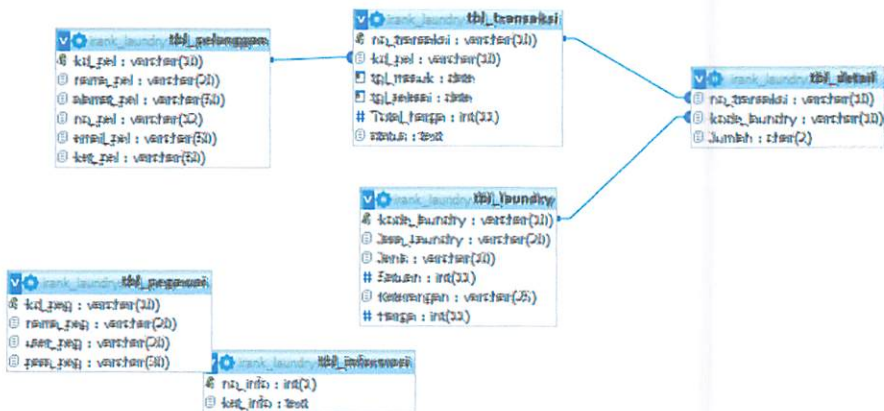 irank_laundry tbl_pelanggan
kd_pel : varchar(10)
nama_pel : varchar(20)
alamat_pel : varchar(50)
no_pel : varchar(12)
email_pel : varchar(50)
ket_pel : varchar(50)
irank_laundry tbl_transaksi
no_transaksi : varchar(10)
kd_pel : varchar(10)
tgl_masuk : date
tgl_selesai : date
Total_harga : int(11)
status : text
irank_laundry tbl_detail
no_transaksi : varchar(10)
kode_laundry : varchar(10)
Jumlah : char(2)
irank_laundry tbl_laundry
kode_laundry : varchar(10)
Jasa_laundry : varchar(20)
Jenis : varchar(10)
Satuan : int(11)
Keterangan : varchar(25)
Harga : int(11)
irank_laundry tbl_pegawai
kd_peg : varchar(10)
nama_peg : varchar(20)
user_peg : varchar(20)
pass_peg :
irank_laundry tbl_informasi
no_info : int(1)
ket_info : text